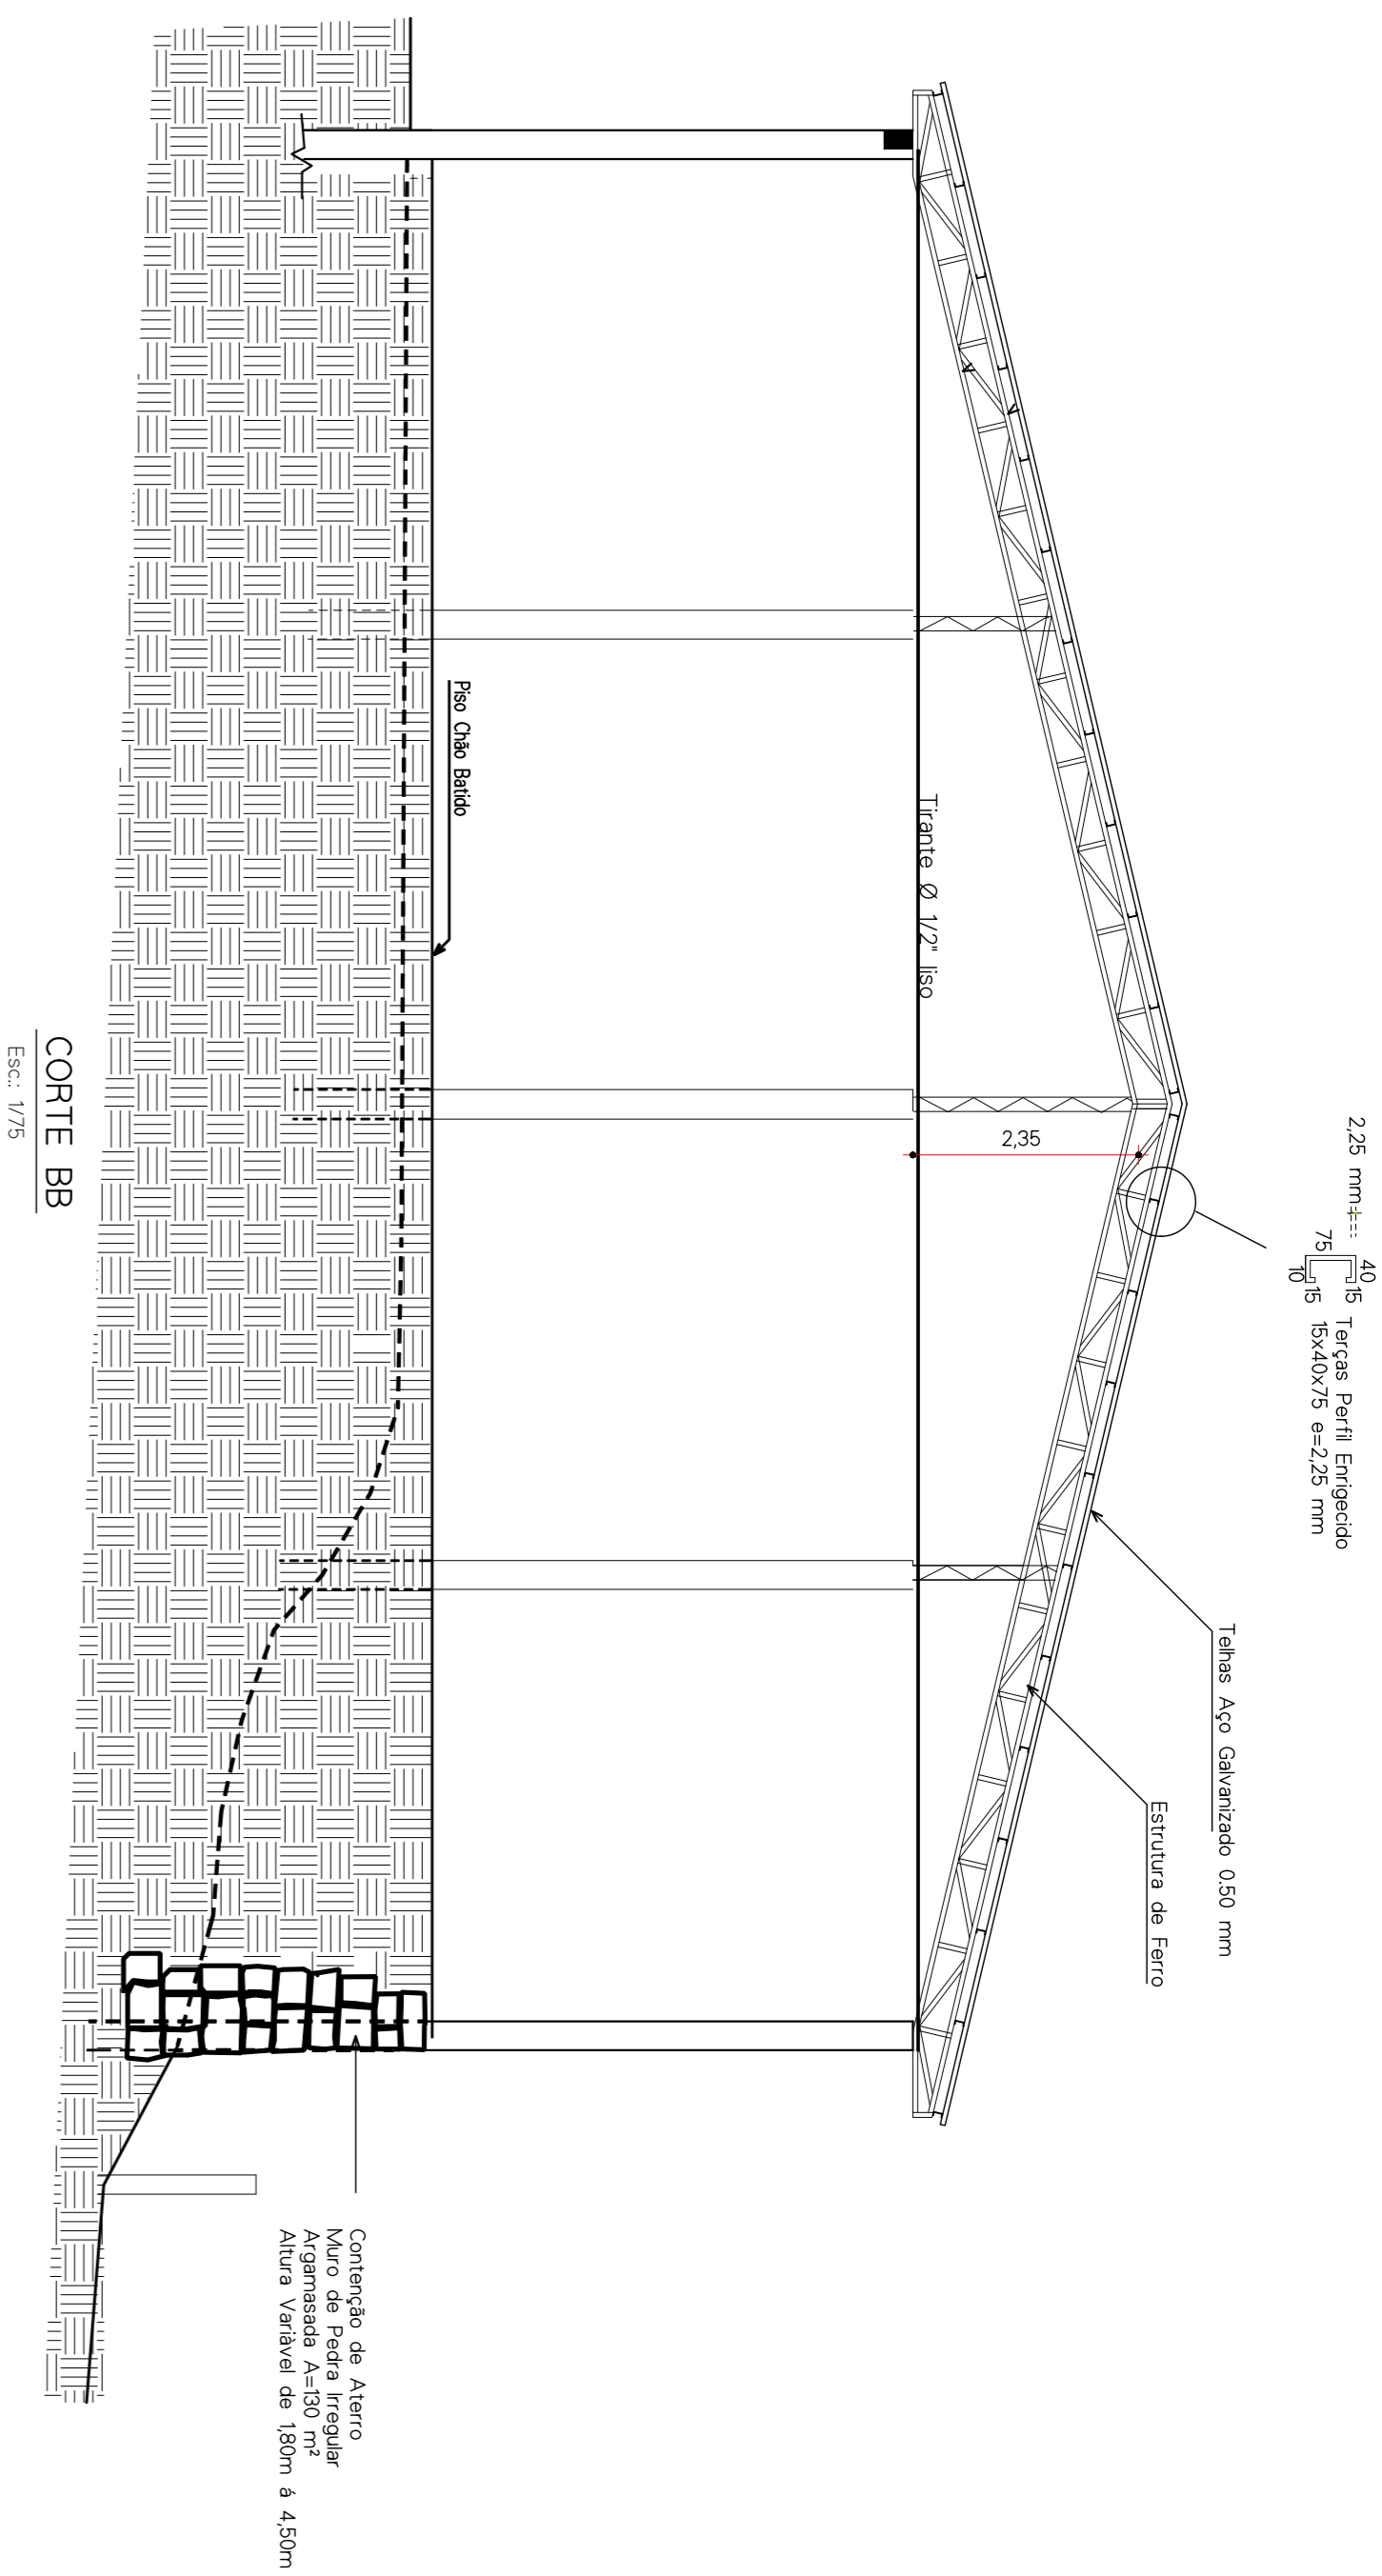 2,25 mm
40
15
75
10
15
Terças Perfil Enrigecido
15x40x75 e=2,25 mm
Telhas Aço Galvanizado 0.50 mm
Estrutura de Ferro
2,35
Tirante Ø 1/2" liso
Piso Chão Batido
Contenção de Aterro
Muro de Pedra Irregular
Argamasada A=130 m²
Altura Variàvel de 1,80m á 4,50m
CORTE BB
Esc.: 1/75